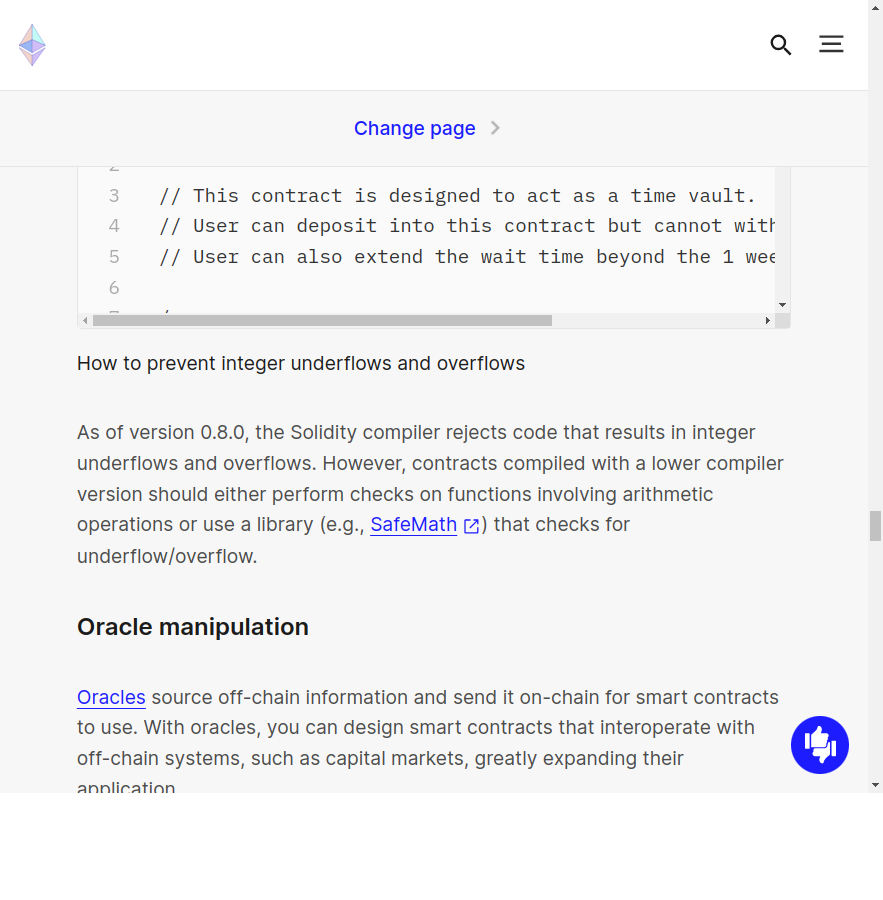 Change page
3 // This contract is designed to act as a time vault.
4 // User can deposit into this contract but cannot with
5 // User can also extend the wait time beyond the 1 wee
6
How to prevent integer underflows and overflows
As of version 0.8.0, the Solidity compiler rejects code that results in integer
underflows and overflows. However, contracts compiled with a lower compiler
version should either perform checks on functions involving arithmetic
operations or use a library (e.g., SafeMath) that checks for
underflow/overflow.
Oracle manipulation
Oracles source off-chain information and send it on-chain for smart contracts
to use. With oracles, you can design smart contracts that interoperate with
off-chain systems, such as capital markets, greatly expanding their
application.